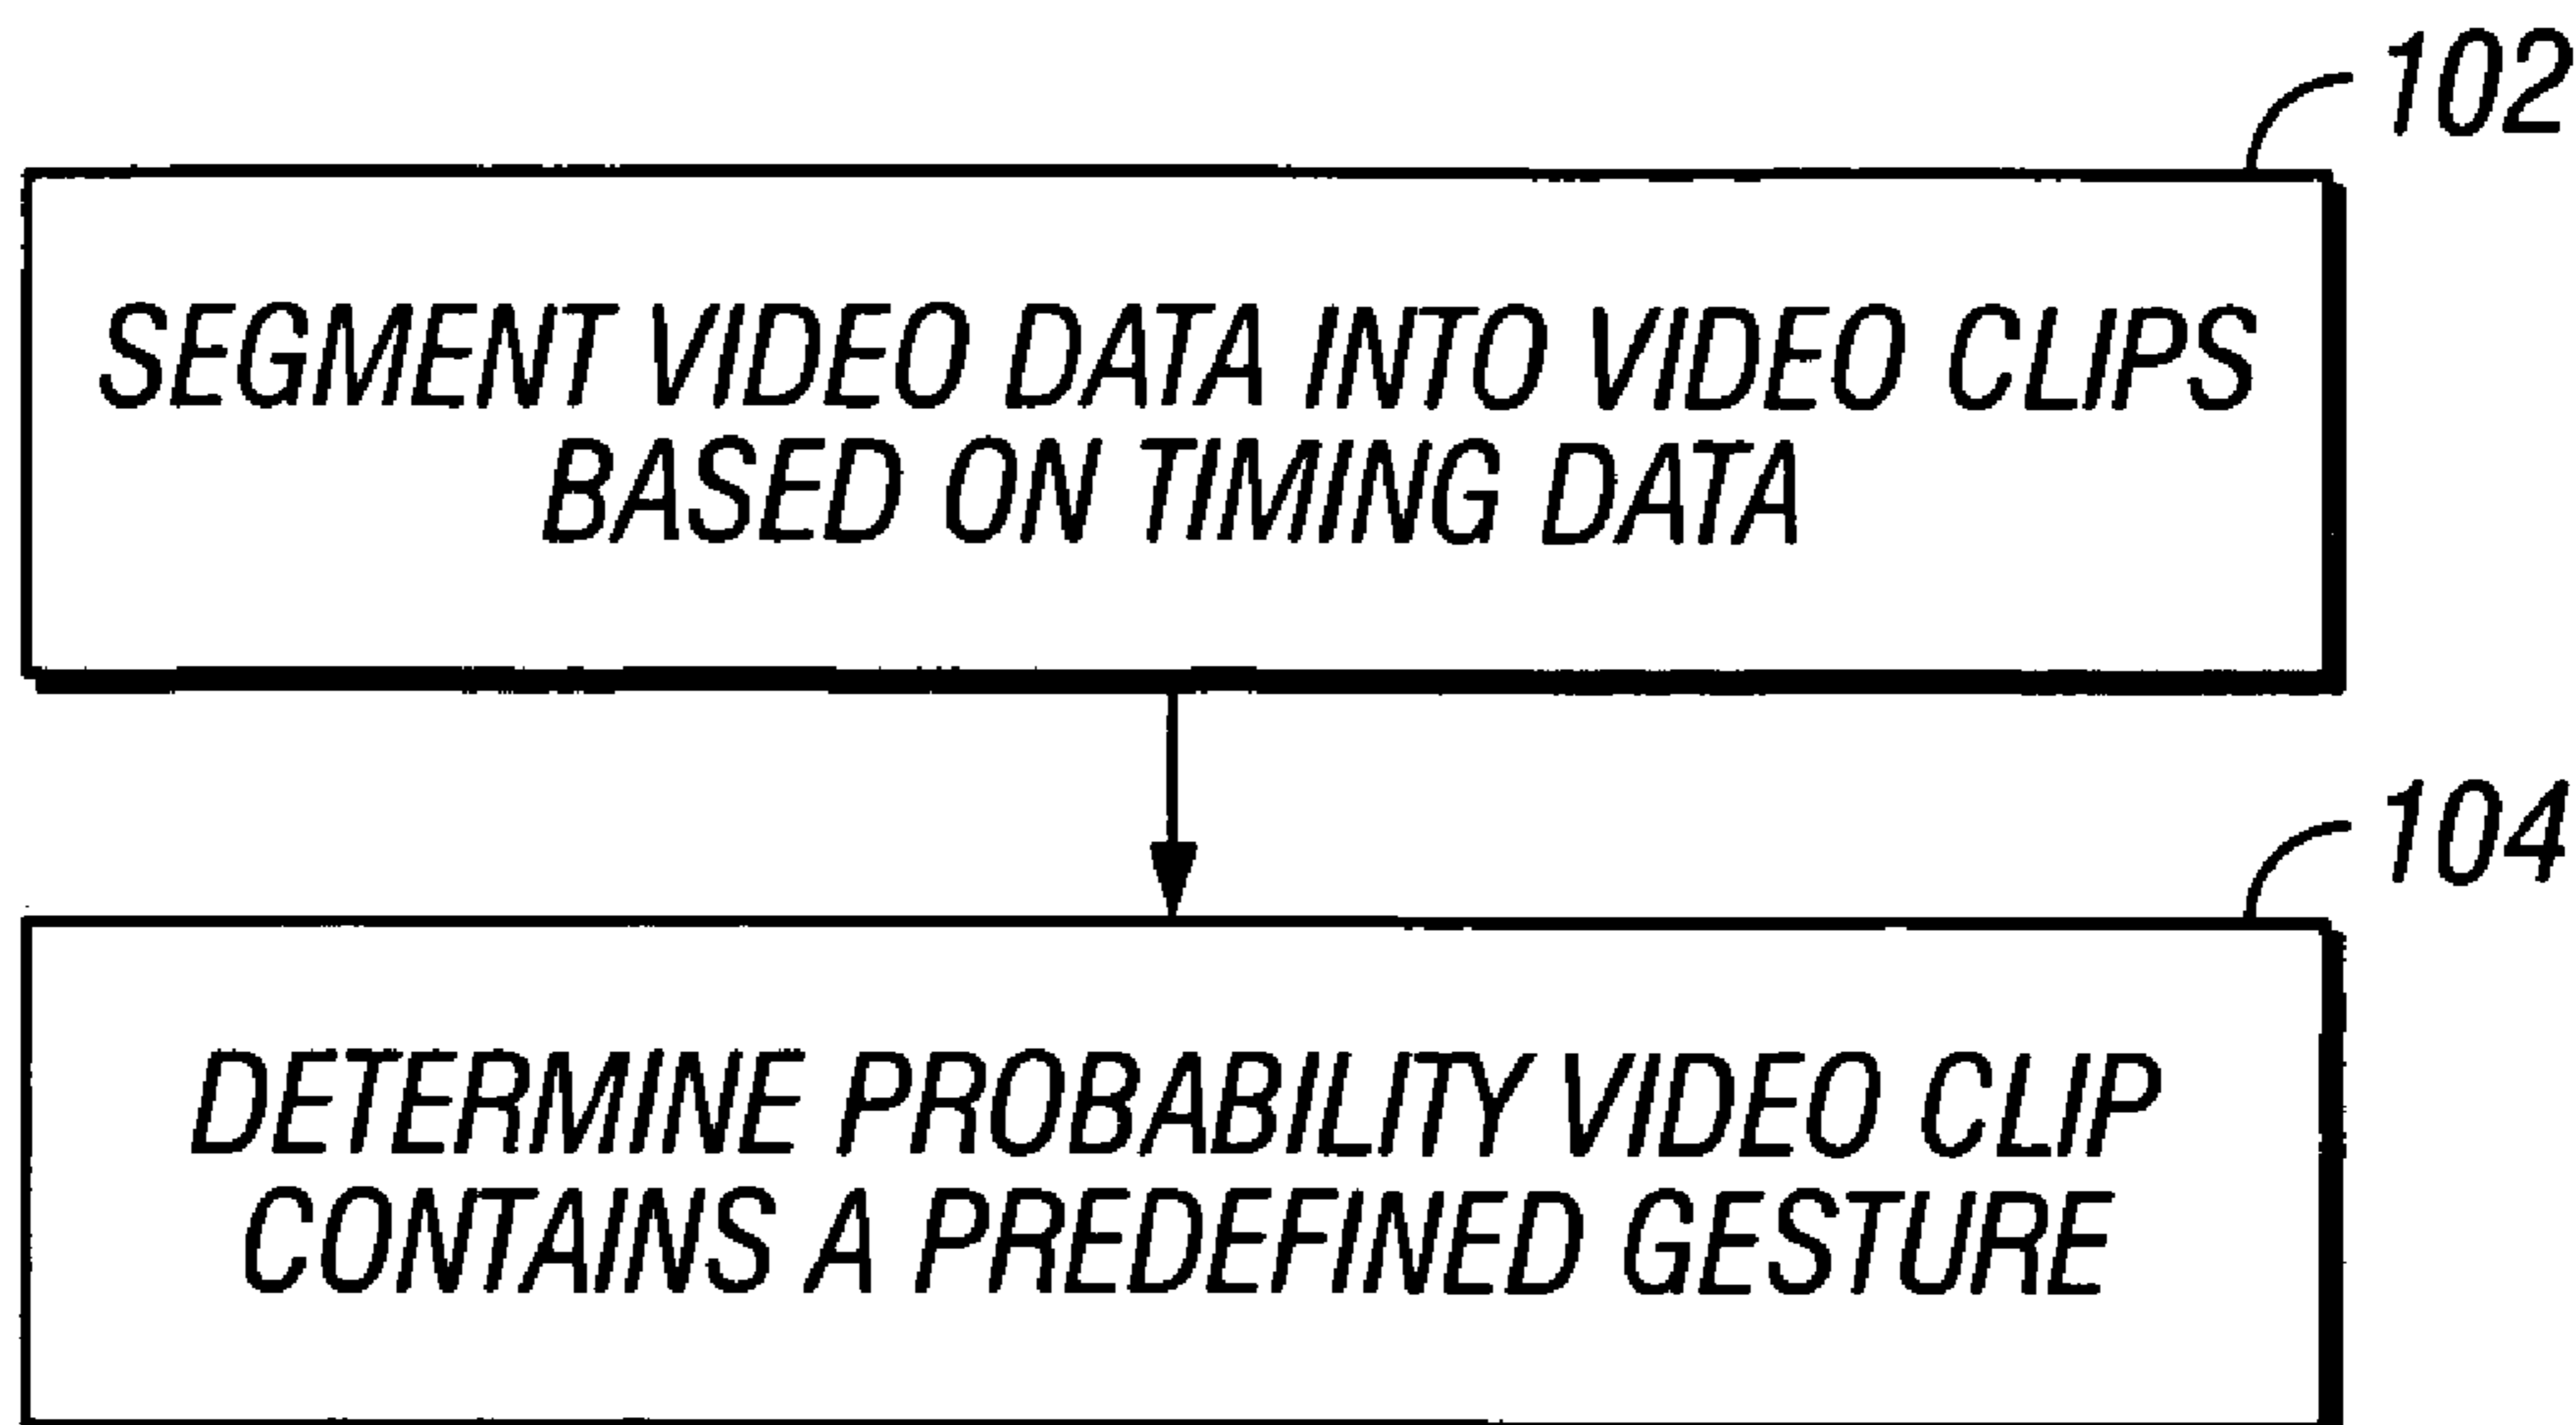 102
SEGMENT VIDEO DATA INTO VIDEO CLIPS
BASED ON TIMING DATA
104
DETERMINE PROBABILITY VIDEO CLIP
CONTAINS A PREDEFINED GESTURE